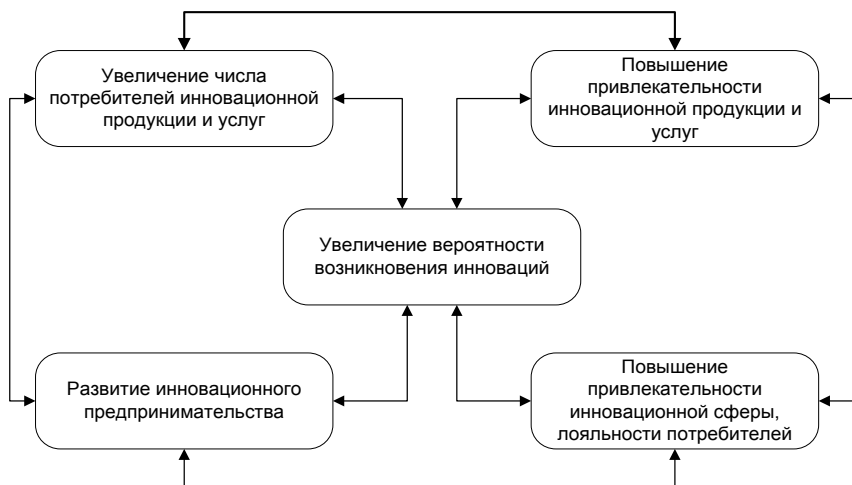 Увеличение числа
потребителей инновационной
продукции и услуг
Повышение
привлекательности
инновационной продукции и
услуг
Увеличение вероятности
возникновения инноваций
Развитие инновационного
предпринимательства
Повышение
привлекательности
инновационной сферы,
лояльности потребителей